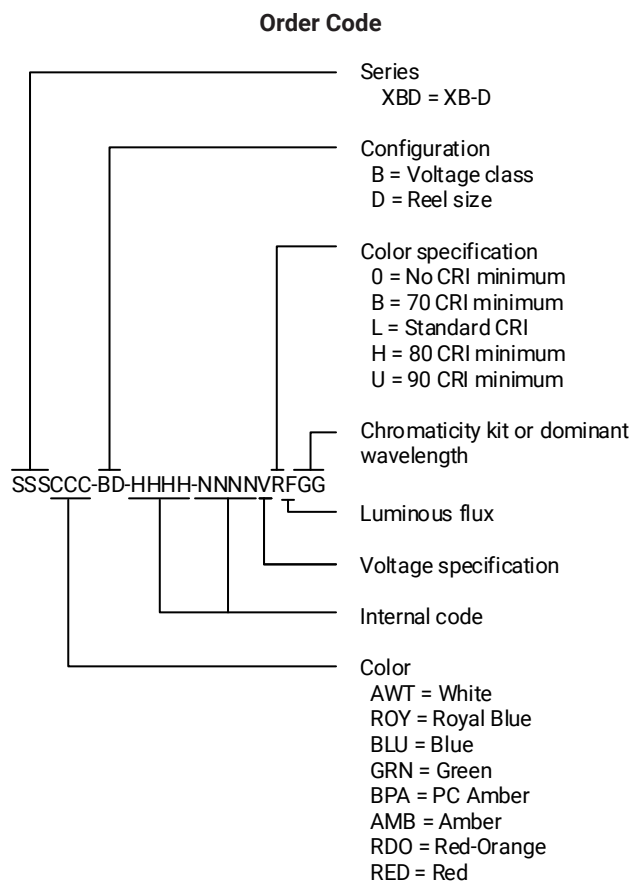 Order Code
Series
XBD = XB-D
Configuration
B = Voltage class
D = Reel size
Color specification
0 = No CRI minimum
B = 70 CRI minimum
L = Standard CRI
H = 80 CRI minimum
U = 90 CRI minimum
Chromaticity kit or dominant
wavelength
SSSCCC-BD-HHHH-NNNNVRFGG
Luminous flux
Voltage specification
Internal code
Color
AWT = White
ROY = Royal Blue
BLU = Blue
GRN = Green
BPA = PC Amber
AMB = Amber
RDO = Red-Orange
RED = Red